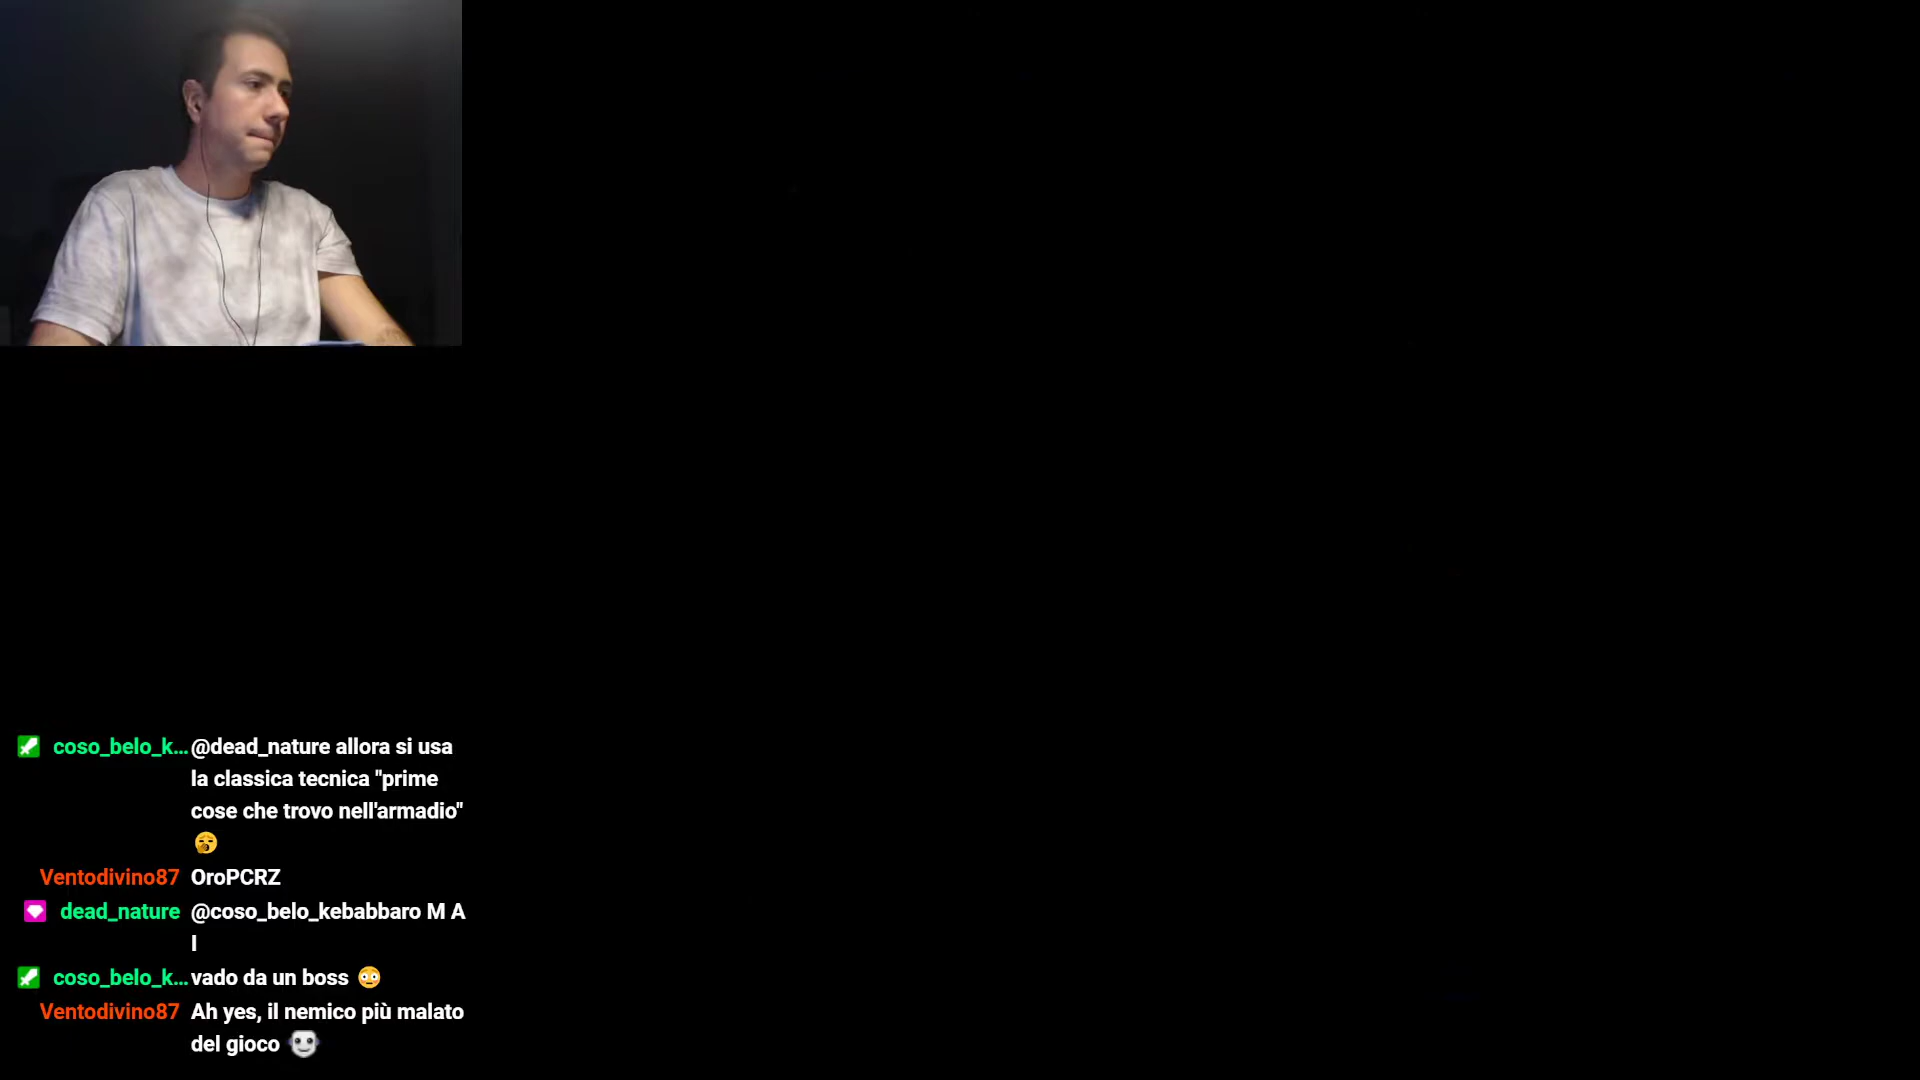 coso_belo_k... @dead_nature allora si usa
la classica tecnica "prime
cose che trovo nell'armadio"
🥱
Ventodivino87 OroPCRZ
dead_nature @coso_belo_kebabbaro M A
I
coso_belo_k... vado da un boss 😳
Ventodivino87 Ah yes, il nemico più malato
del gioco